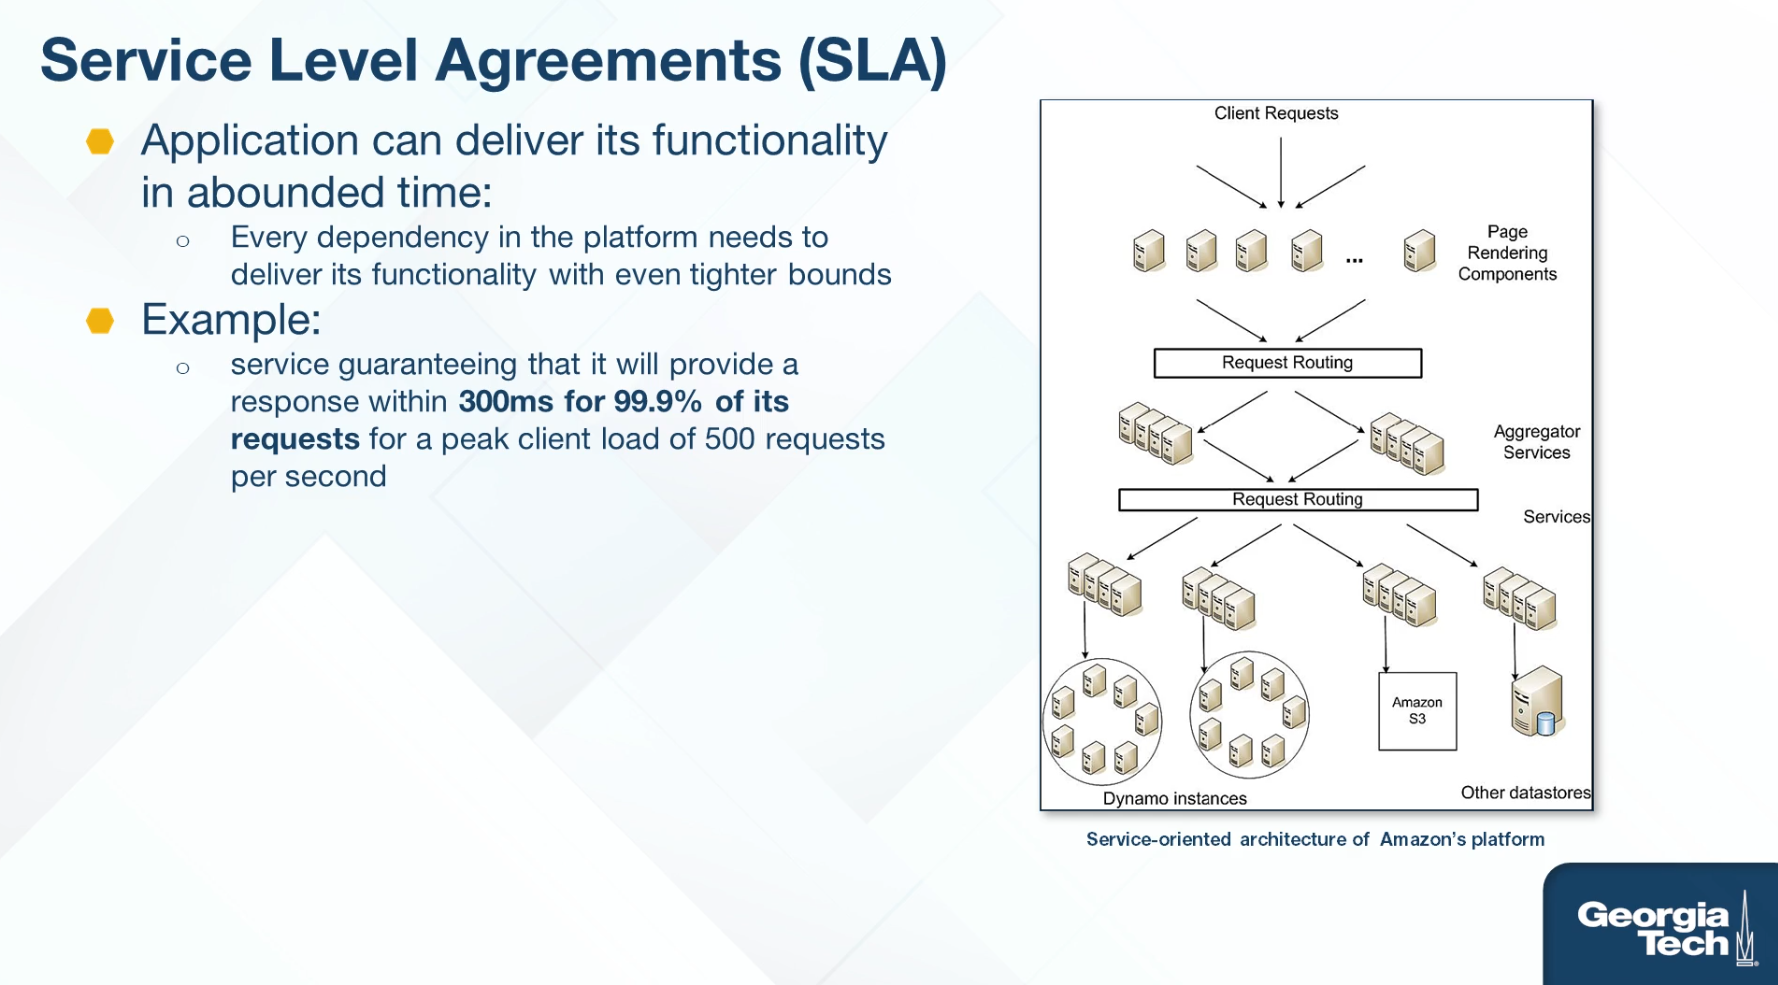 Service Level Agreements (SLA)
Application can deliver its functionality
in abounded time:
Every dependency in the platform needs to
deliver its functionality with even tighter bounds
Example:
service guaranteeing that it will provide a
response within 300ms for 99.9% of its
requests for a peak client load of 500 requests
per second
Client Requests
Page
Rendering
Components
...
Request Routing
Aggregator
Services
Request Routing
Services
Amazon
S3
Dynamo instances
Other datastores
Service-oriented architecture of Amazon's platform
Georgia
Tech